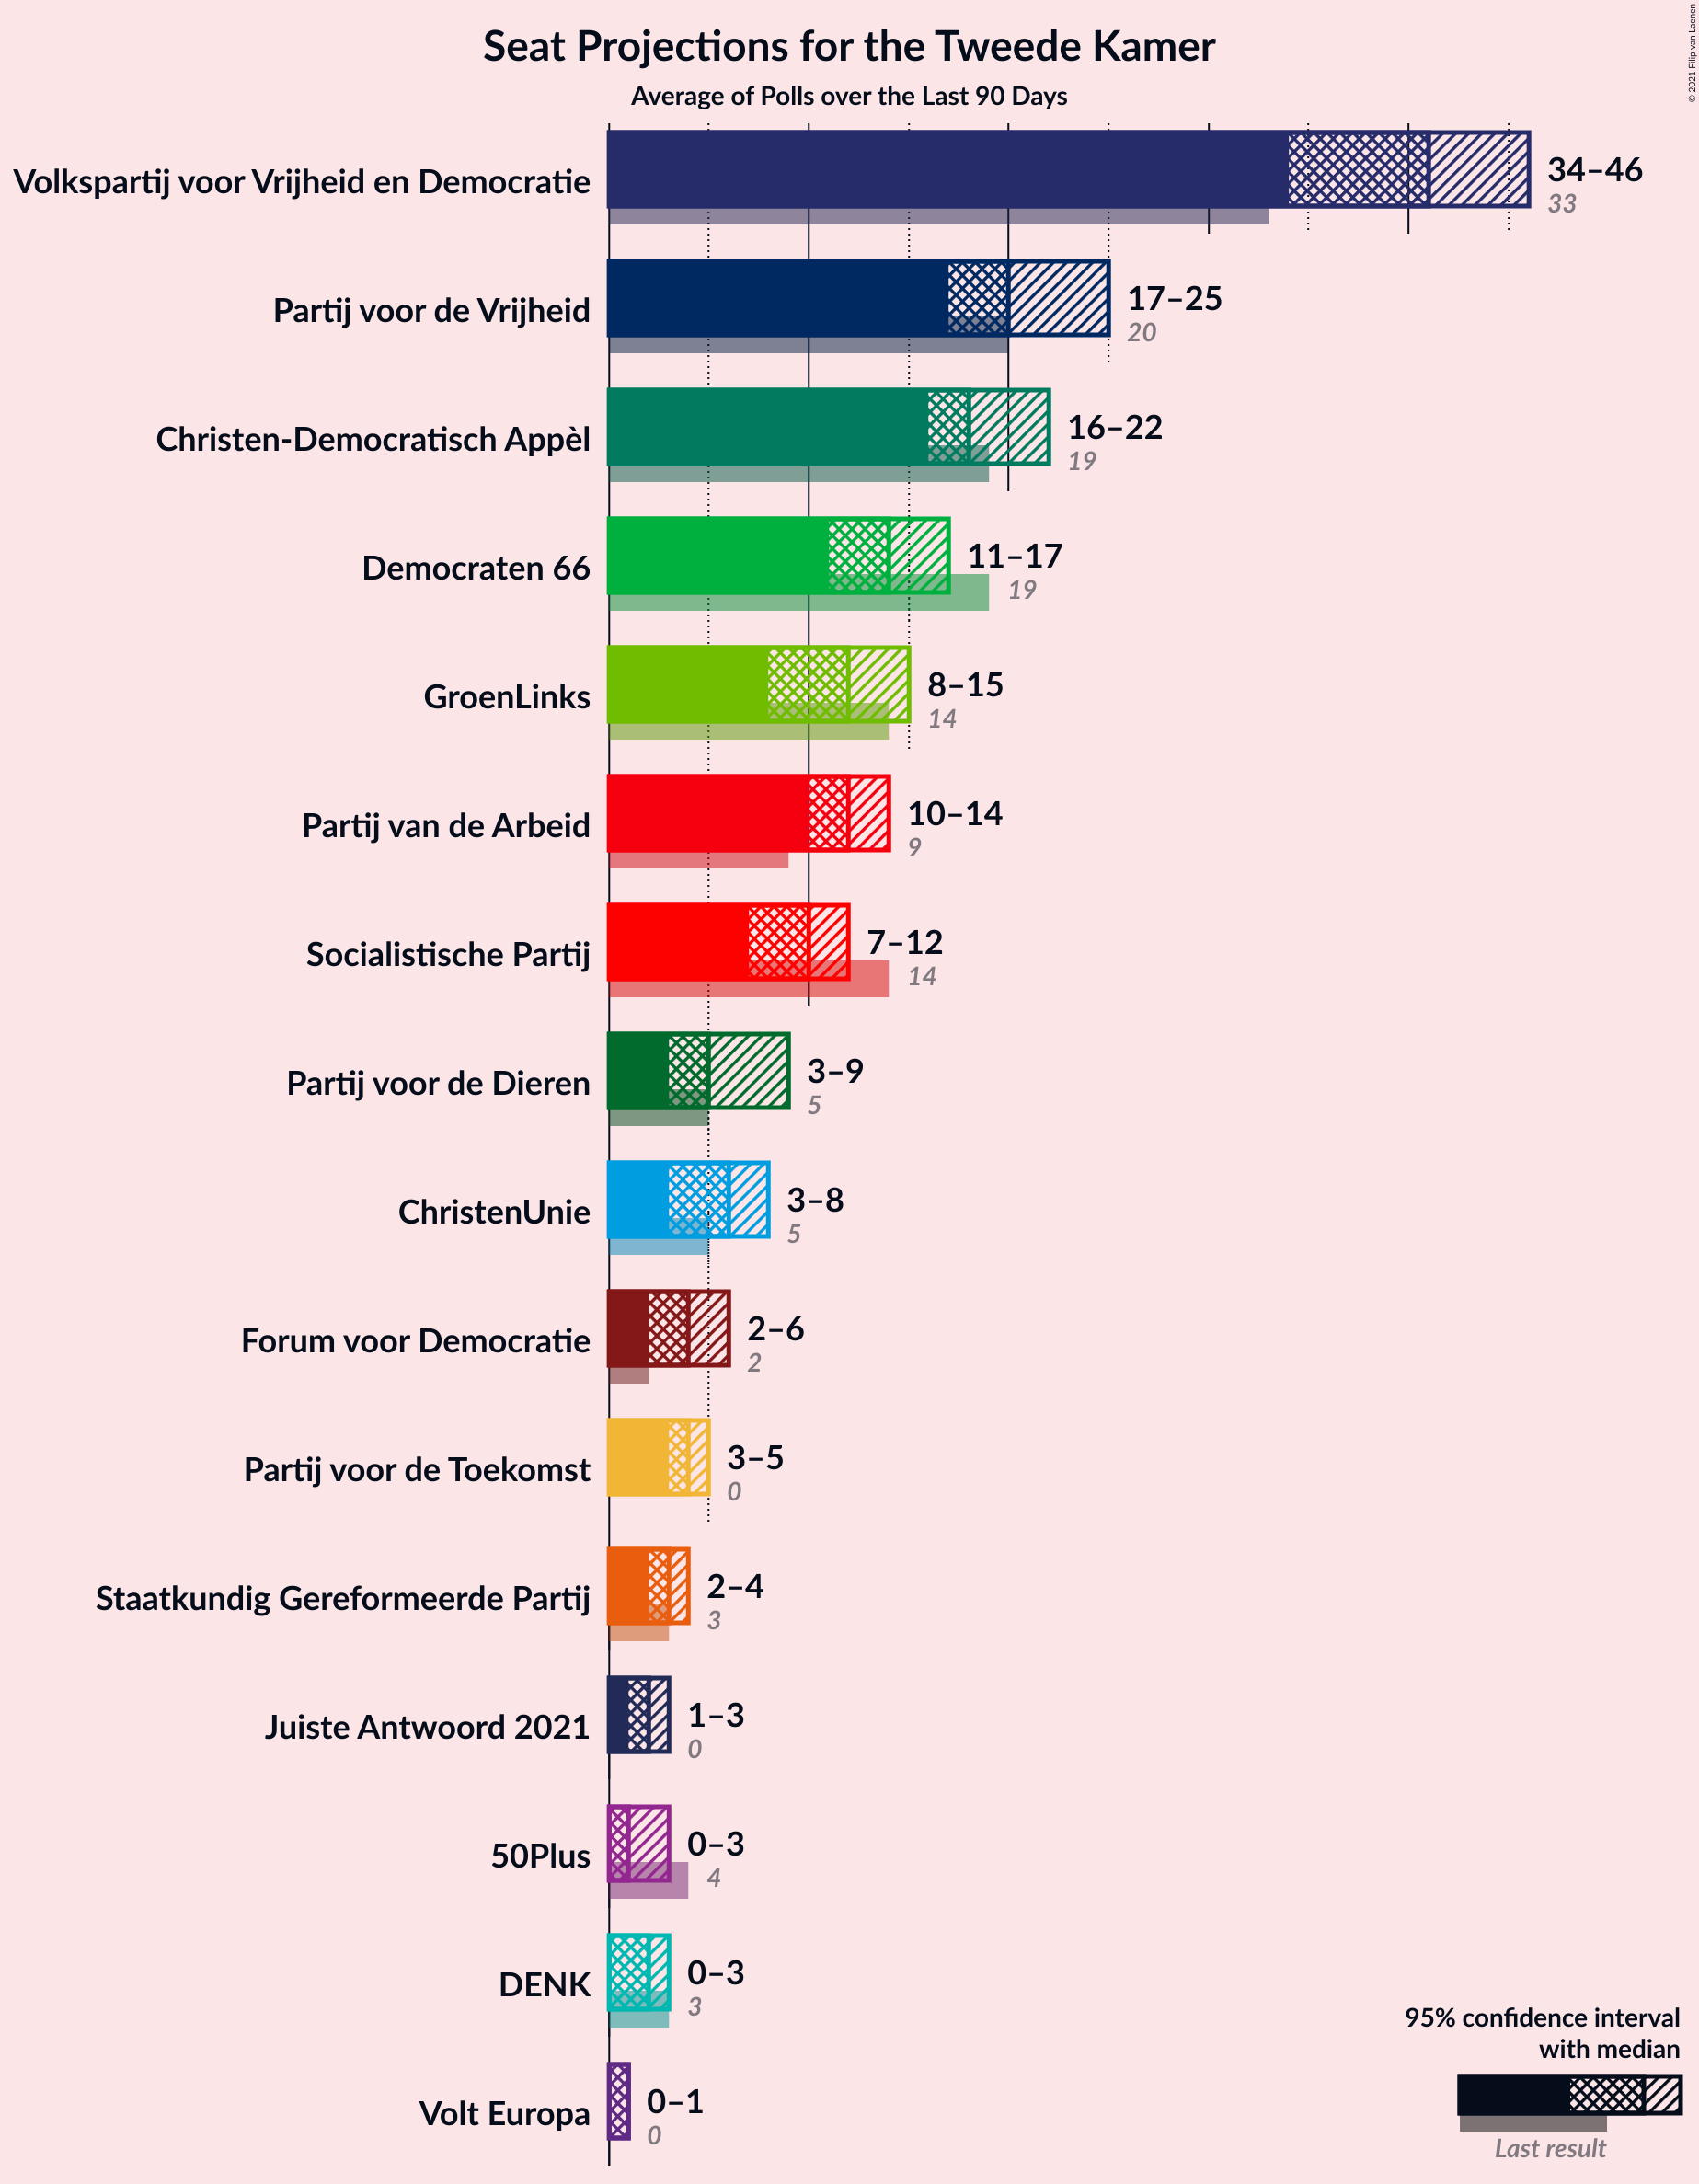 Seat Projections for the Tweede Kamer
Average of Polls over the Last 90 Days
© 2021 Filip van Laenen
Volkspartij voor Vrijheid en Democratie
34–46
33
Partij voor de Vrijheid
17–25
20
Christen-Democratisch Appèl
16–22
19
Democraten 66
11–17
19
GroenLinks
8–15
14
Partij van de Arbeid
10–14
9
Socialistische Partij
7–12
14
Partij voor de Dieren
3–9
5
ChristenUnie
3–8
5
Forum voor Democratie
2–6
2
Partij voor de Toekomst
3–5
0
Staatkundig Gereformeerde Partij
2–4
3
Juiste Antwoord 2021
1–3
0
50Plus
0–3
4
DENK
0–3
3
Volt Europa
0–1
0
95% confidence interval
with median
Last result